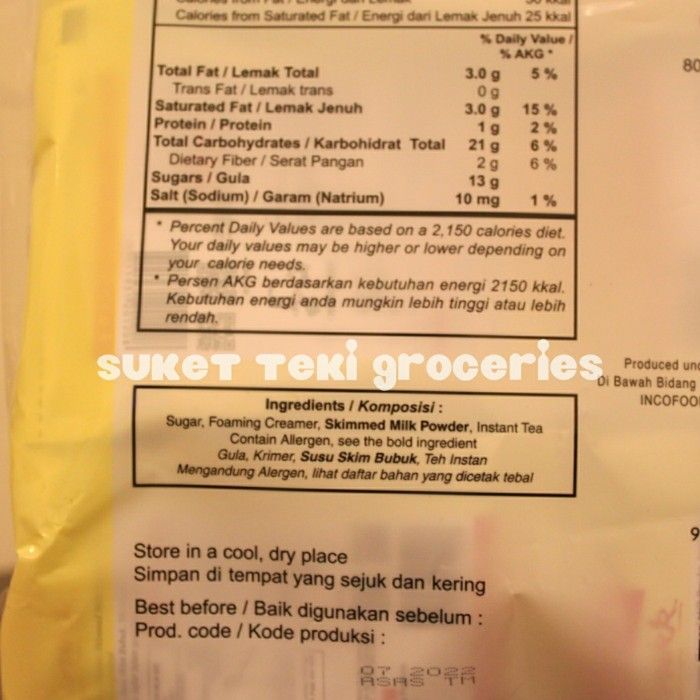 Calories from Saturated Fat / Energi dari Lemak Jenuh 25 kkal
% Daily Value /
% AKG *
Total Fat / Lemak Total 3.0 g 5 %
Trans Fat / Lemak trans 0 g
Saturated Fat / Lemak Jenuh 3.0 g 15 %
Protein / Protein 1 g 2 %
Total Carbohydrates / Karbohidrat Total 21 g 6 %
Dietary Fiber / Serat Pangan 2 g 6 %
Sugars / Gula 13 g
Salt (Sodium) / Garam (Natrium) 10 mg 1 %
* Percent Daily Values are based on a 2,150 calories diet.
Your daily values may be higher or lower depending on
your calorie needs.
* Persen AKG berdasarkan kebutuhan energi 2150 kkal.
Kebutuhan energi anda mungkin lebih tinggi atau lebih
rendah.
SUKET TEKI GROCERIES
Produced
Di Bawah Bidang
Ingredients / Komposisi :
Sugar, Foaming Creamer, Skimmed Milk Powder, Instant Tea
Contain Allergen, see the bold ingredient
Gula, Krimer, Susu Skim Bubuk, Teh Instan
Mengandung Alergen, lihat daftar bahan yang dicetak tebal
Store in a cool, dry place
Simpan di tempat yang sejuk dan kering
Best before / Baik digunakan sebelum :
Prod. code / Kode produksi :
07 2022